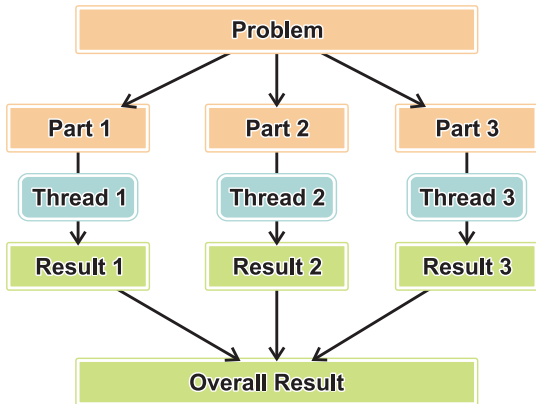 Problem
Part 1
Part 2
Part 3
Thread 1
Thread 2
Thread 3
Result 1
Result 2
Result 3
Overall Result